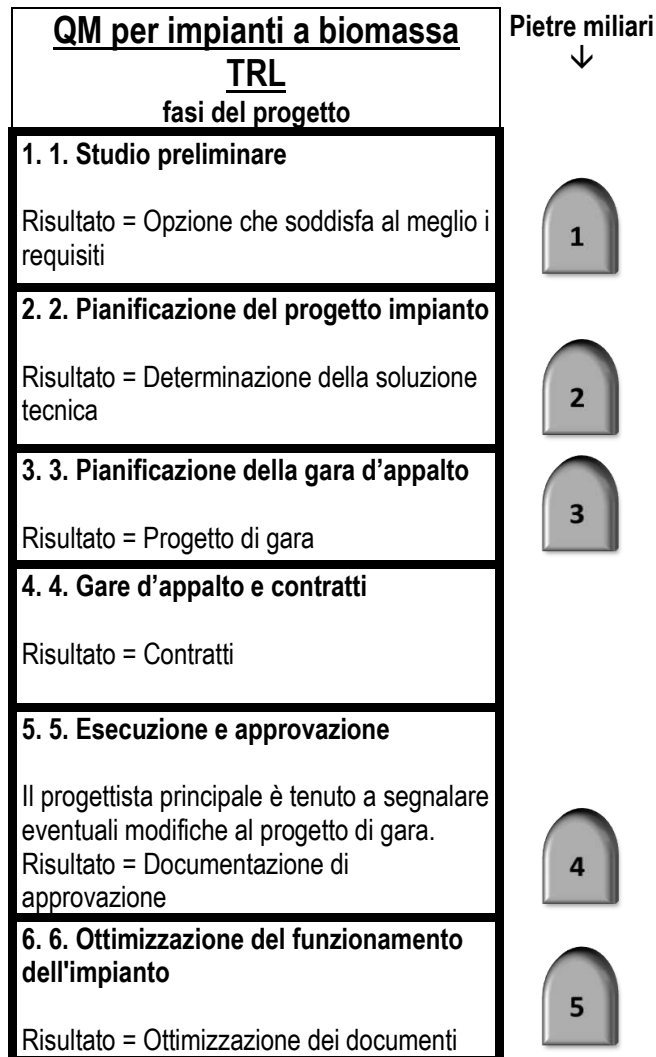 QM per impianti a biomassa
TRL
fasi del progetto
Pietre miliari
↓
1. 1. Studio preliminare
Risultato = Opzione che soddisfa al meglio i
requisiti
1
2. 2. Pianificazione del progetto impianto
Risultato = Determinazione della soluzione
tecnica
2
3. 3. Pianificazione della gara d’appalto
Risultato = Progetto di gara
3
4. 4. Gare d’appalto e contratti
Risultato = Contratti
5. 5. Esecuzione e approvazione
Il progettista principale è tenuto a segnalare
eventuali modifiche al progetto di gara.
Risultato = Documentazione di
approvazione
4
6. 6. Ottimizzazione del funzionamento
dell'impianto
Risultato = Ottimizzazione dei documenti
5